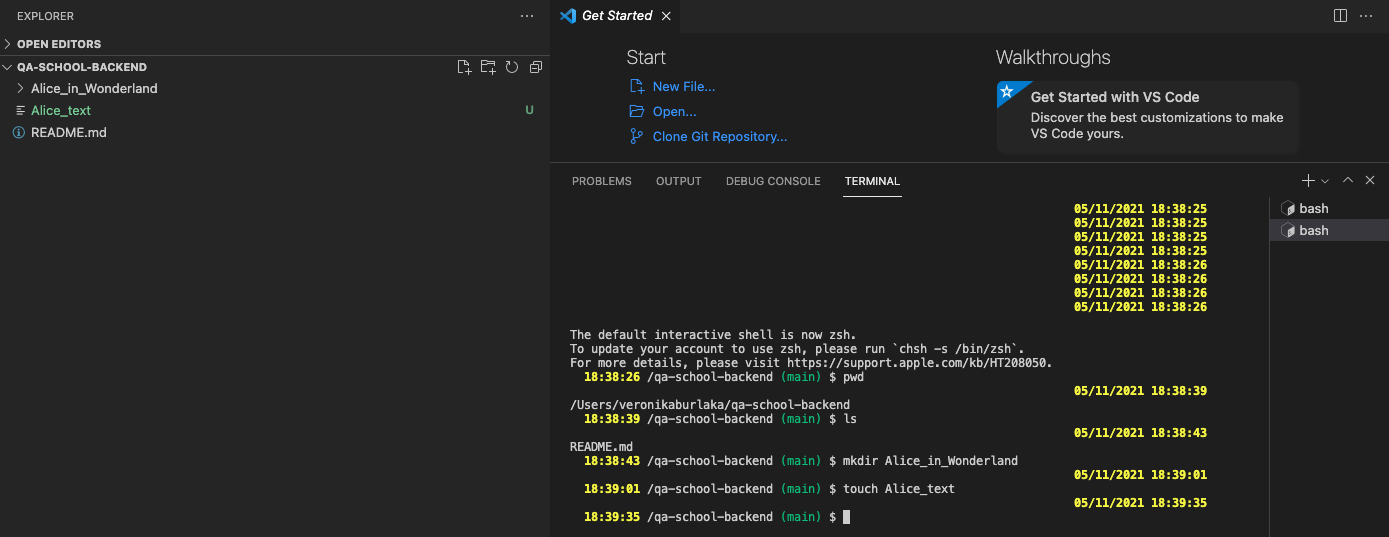 EXPLORER
OPEN EDITORS
QA-SCHOOL-BACKEND
Alice_in_Wonderland
Alice_text U
README.md
Get Started
Start
New File...
Open...
Clone Git Repository...
Walkthroughs
Get Started with VS Code
Discover the best customizations to make
VS Code yours.
PROBLEMS OUTPUT DEBUG CONSOLE TERMINAL
05/11/2021 18:38:25
05/11/2021 18:38:25
05/11/2021 18:38:25
05/11/2021 18:38:25
05/11/2021 18:38:26
05/11/2021 18:38:26
05/11/2021 18:38:26
05/11/2021 18:38:26
The default interactive shell is now zsh.
To update your account to use zsh, please run `chsh -s /bin/zsh`.
For more details, please visit https://support.apple.com/kb/HT208050.
18:38:26 /qa-school-backend (main) $ pwd
05/11/2021 18:38:39
/Users/veronikaburlaka/qa-school-backend
18:38:39 /qa-school-backend (main) $ ls
05/11/2021 18:38:43
README.md
18:38:43 /qa-school-backend (main) $ mkdir Alice_in_Wonderland
05/11/2021 18:39:01
18:39:01 /qa-school-backend (main) $ touch Alice_text
05/11/2021 18:39:35
18:39:35 /qa-school-backend (main) $
bash
bash